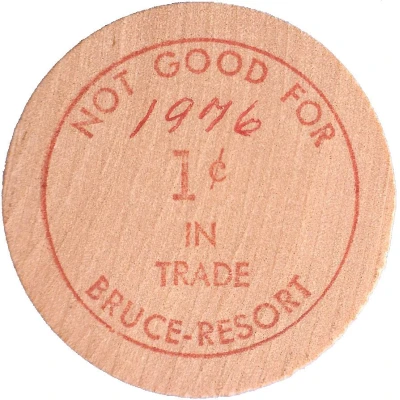 NOT GOOD FOR
1976
1¢
IN
TRADE
BRUCE-RESORT